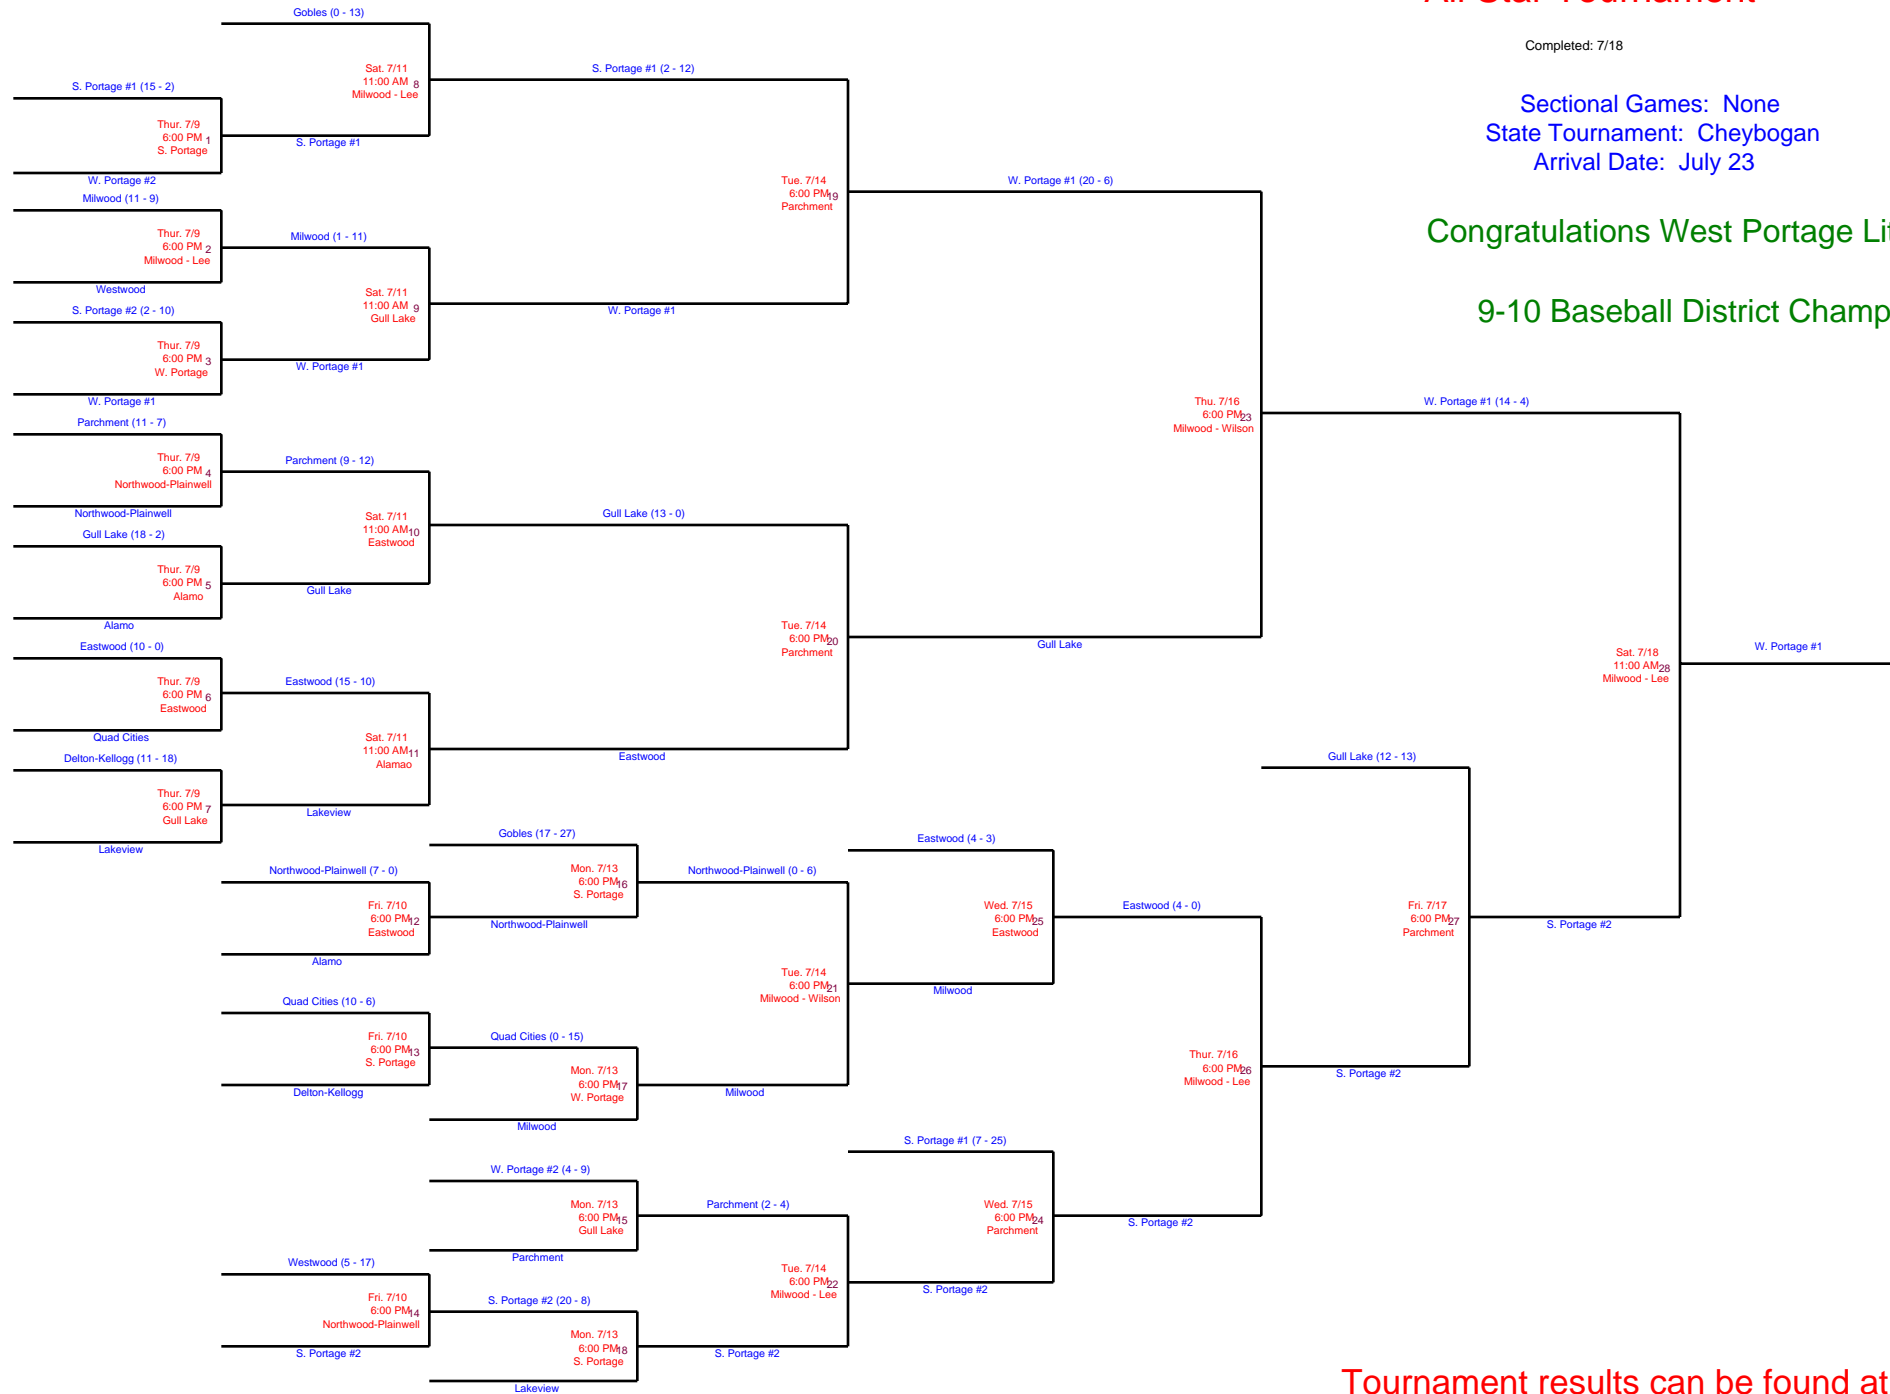 All Star Tournament
Completed: 7/18
Sectional Games: None
State Tournament: Cheybogan
Arrival Date: July 23
Congratulations West Portage
9-10 Baseball District
Gobles (0 - 13)
Sat. 7/11
11:00 AM 8
Milwood - Lee
S. Portage #1 (15 - 2)
Thur. 7/9
6:00 PM 1
S. Portage
W. Portage #2
S. Portage #1
Milwood (11 - 9)
Thur. 7/9
6:00 PM 2
Milwood - Lee
Westwood
Milwood (1 - 11)
Sat. 7/11
11:00 AM 9
Gull Lake
S. Portage #2 (2 - 10)
Thur. 7/9
6:00 PM 3
W. Portage
W. Portage #1
W. Portage #1
Parchment (11 - 7)
Thur. 7/9
6:00 PM 4
Northwood-Plainwell
Northwood-Plainwell
Parchment (9 - 12)
Sat. 7/11
11:00 AM 10
Eastwood
Gull Lake (18 - 2)
Thur. 7/9
6:00 PM 5
Alamo
Alamo
Gull Lake
Eastwood (10 - 0)
Thur. 7/9
6:00 PM 6
Eastwood
Quad Cities
Eastwood (15 - 10)
Sat. 7/11
11:00 AM 11
Alamao
Delton-Kellogg (11 - 18)
Thur. 7/9
6:00 PM 7
Gull Lake
Lakeview
Lakeview
S. Portage #1 (2 - 12)
Tue. 7/14
6:00 PM 19
Parchment
W. Portage #1
Gull Lake (13 - 0)
Tue. 7/14
6:00 PM 20
Parchment
Eastwood
W. Portage #1 (20 - 6)
Thu. 7/16
6:00 PM 23
Milwood - Wilson
Gull Lake
W. Portage #1 (14 - 4)
Sat. 7/18
11:00 AM 28
Milwood - Lee
W. Portage #1
Gull Lake (12 - 13)
Fri. 7/17
6:00 PM 27
Parchment
S. Portage #2
Gobles (17 - 27)
Mon. 7/13
6:00 PM 16
S. Portage
Northwood-Plainwell
Northwood-Plainwell (7 - 0)
Fri. 7/10
6:00 PM 12
Eastwood
Alamo
Northwood-Plainwell (0 - 6)
Tue. 7/14
6:00 PM 21
Milwood - Wilson
Milwood
Quad Cities (10 - 6)
Fri. 7/10
6:00 PM 13
S. Portage
Delton-Kellogg
Quad Cities (0 - 15)
Mon. 7/13
6:00 PM 17
W. Portage
Milwood
Eastwood (4 - 3)
Wed. 7/15
6:00 PM 25
Eastwood
Milwood
Eastwood (4 - 0)
Thur. 7/16
6:00 PM 26
Milwood - Lee
S. Portage #2
S. Portage #1 (7 - 25)
Wed. 7/15
6:00 PM 24
Parchment
S. Portage #2
S. Portage #2
W. Portage #2 (4 - 9)
Mon. 7/13
6:00 PM 15
Gull Lake
Parchment
Parchment (2 - 4)
Tue. 7/14
6:00 PM 22
Milwood - Lee
Westwood (5 - 17)
Fri. 7/10
6:00 PM 14
Northwood-Plainwell
S. Portage #2
S. Portage #2 (20 - 8)
Mon. 7/13
6:00 PM 18
S. Portage
Lakeview
S. Portage #2
Tournament results can be found at